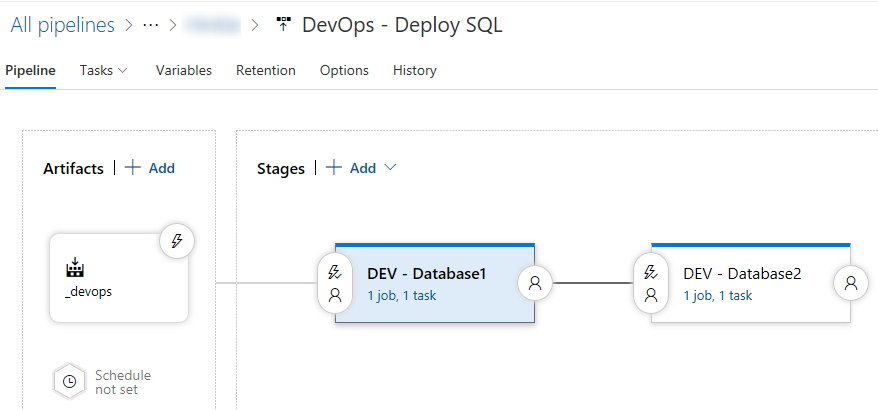 All pipelines > ... > > DevOps - Deploy SQL
Pipeline Tasks Variables Retention Options History
Artifacts | + Add
Stages | + Add
_devops
DEV - Database1
1 job, 1 task
DEV - Database2
1 job, 1 task
Schedule
not set